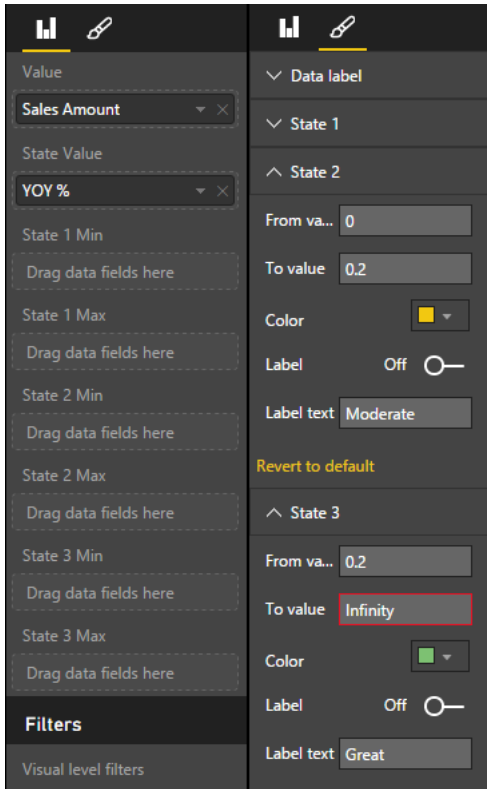 Value
Sales Amount
State Value
YOY %
State 1 Min
Drag data fields here
State 1 Max
Drag data fields here
State 2 Min
Drag data fields here
State 2 Max
Drag data fields here
State 3 Min
Drag data fields here
State 3 Max
Drag data fields here
Filters
Visual level filters
Data label
State 1
State 2
From va... 0
To value 0.2
Color
Label Off
Label text Moderate
Revert to default
State 3
From va... 0.2
To value Infinity
Color
Label Off
Label text Great